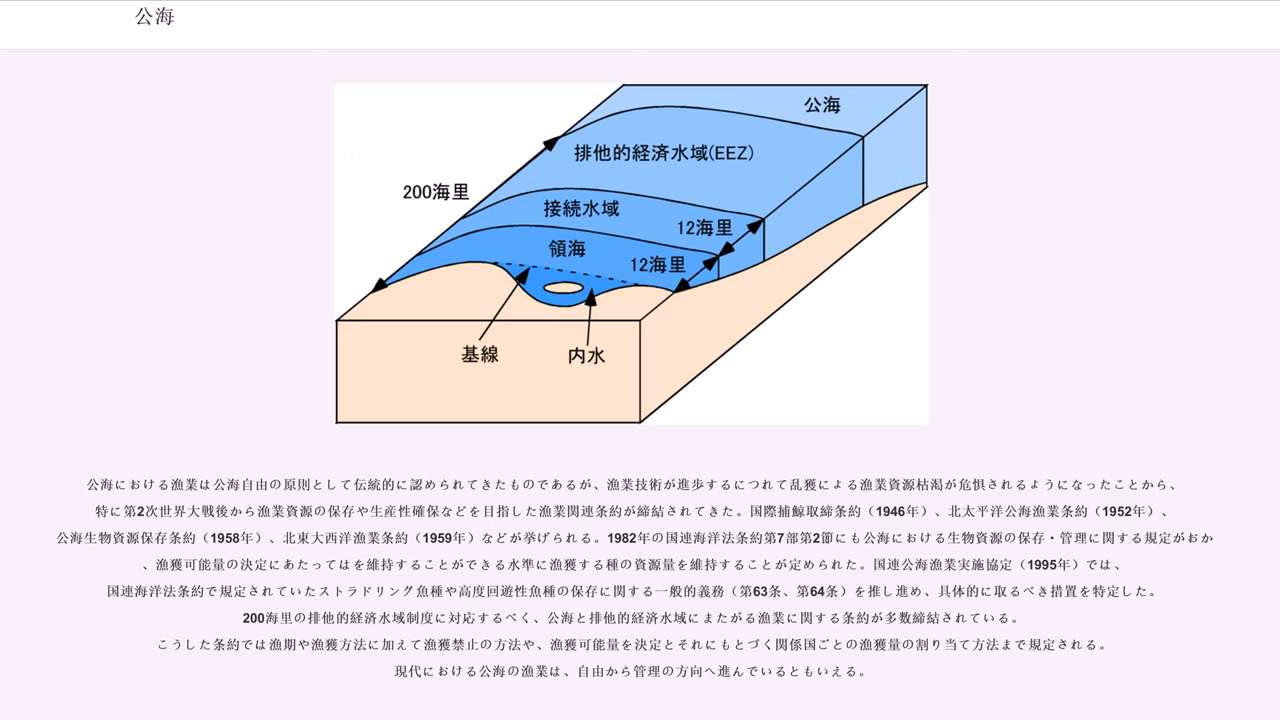 公海
公海
排他的経済水域(EEZ)
200海里
接続水域
12海里
領海
12海里
基線
内水
公海における漁業は公海自由の原則として伝統的に認められてきたものであるが、漁業技術が進歩するにつれて乱獲による漁業資源枯渇が危惧されるようになったことから、
特に第2次世界大戦後から漁業資源の保存や生産性確保などを目指した漁業関連条約が締結されてきた。国際捕鯨取締条約（1946年）、北太平洋公海漁業条約（1952年）、
公海生物資源保存条約（1958年）、北東大西洋漁業条約（1959年）などが挙げられる。1982年の国連海洋法条約第7部第2節にも公海における生物資源の保存・管理に関する規定がおか
、漁獲可能量の決定にあたってはを維持することができる水準に漁獲する種の資源量を維持することが定められた。国連公海漁業実施協定（1995年）では、
国連海洋法条約で規定されていたストラドリング魚種や高度回遊性魚種の保存に関する一般的義務（第63条、第64条）を推し進め、具体的に取るべき措置を特定した。
200海里の排他的経済水域制度に対応するべく、公海と排他的経済水域にまたがる漁業に関する条約が多数締結されている。
こうした条約では漁期や漁獲方法に加えて漁獲禁止の方法や、漁獲可能量を決定とそれにもとづく関係国ごとの漁獲量の割り当て方法まで規定される。
現代における公海の漁業は、自由から管理の方向へ進んでいるともいえる。